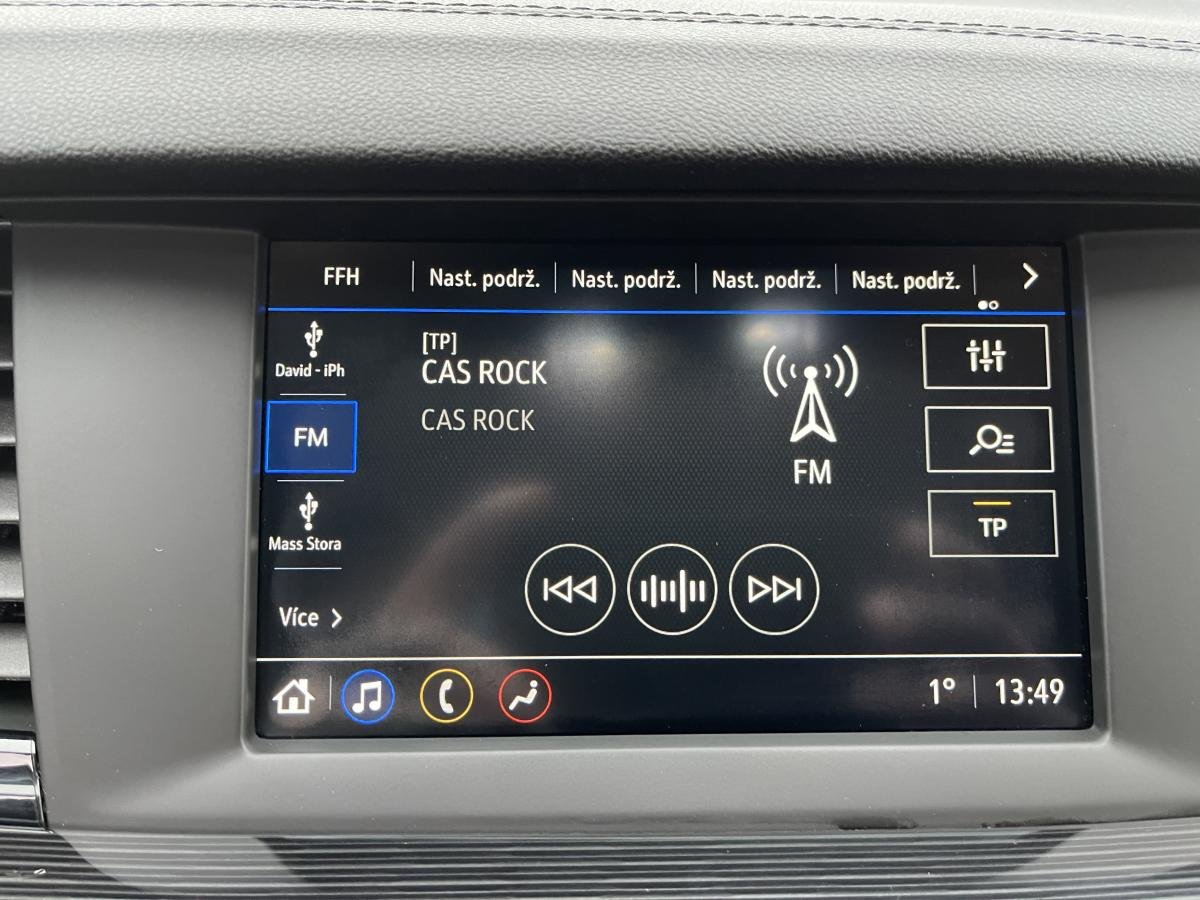 FFH
Nast. podrž.
Nast. podrž.
Nast. podrž.
Nast. podrž.
David - iPh
[TP]
CAS ROCK
CAS ROCK
FM
FM
TP
Mass Stora
Více
1° 13:49